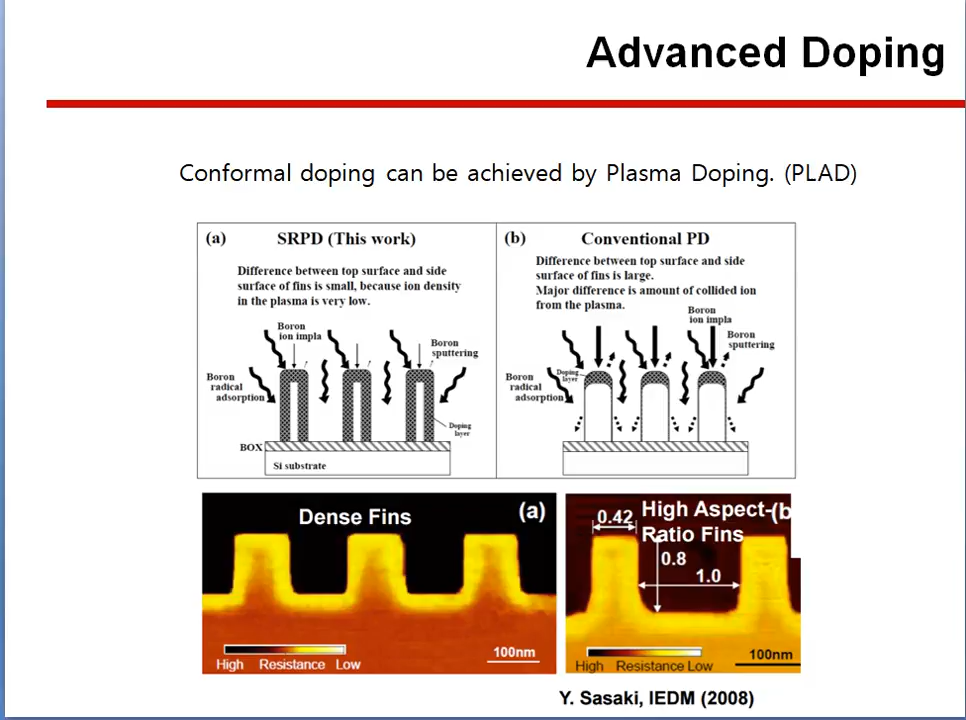 Advanced Doping
Conformal doping can be achieved by Plasma Doping. (PLAD)
(a) SRPD (This work)
Difference between top surface and side
surface of fins is small, because ion density
in the plasma is very low.
Boron
ion impla
Boron
sputtering
Boron
radical
adsorption
Doping
layer
BOX
Si substrate
(b) Conventional PD
Difference between top surface and side
surface of fins is large.
Major difference is amount of collided ion
from the plasma.
Boron
ion impla
Boron
sputtering
Doping
layer
Boron
radical
adsorption
Dense Fins (a)
High Resistance Low
100nm
High Aspect-(b
Ratio Fins
0.42
0.8
1.0
High Resistance Low
100nm
Y. Sasaki, IEDM (2008)